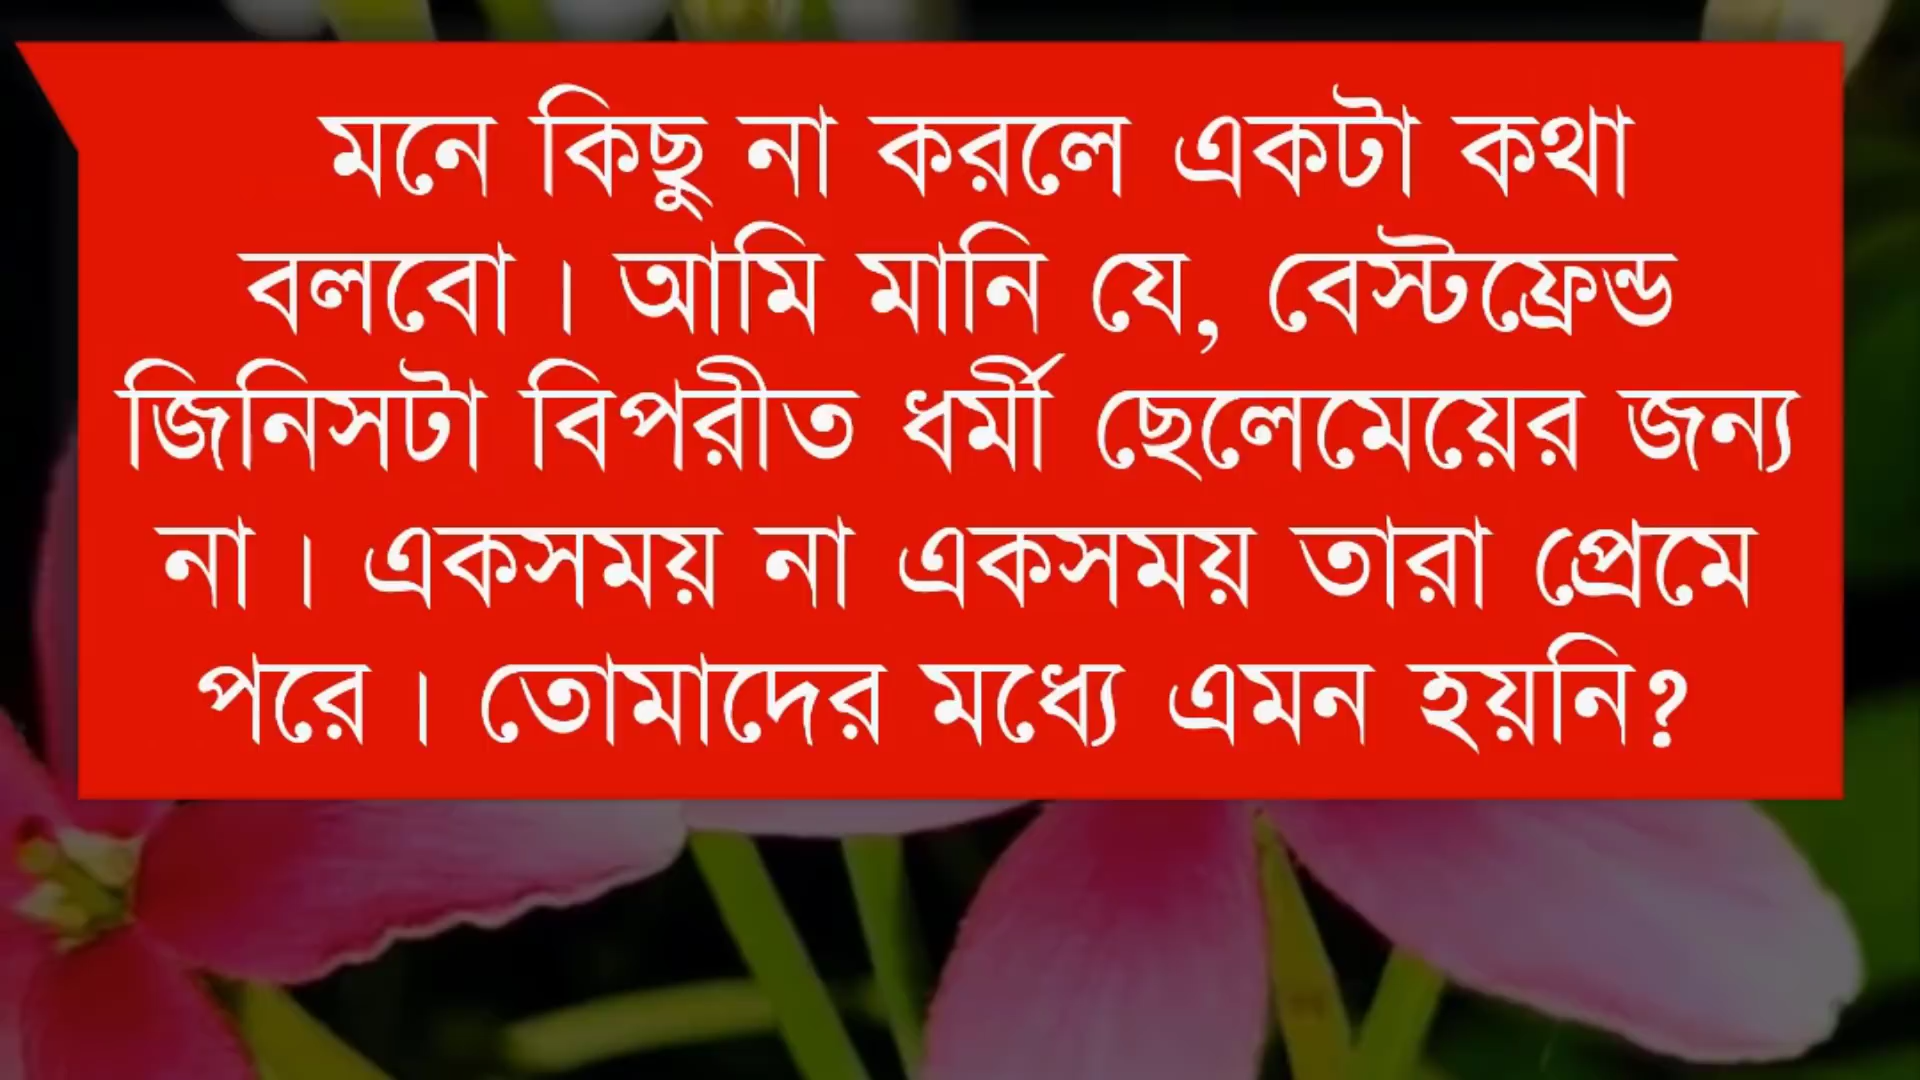 মনে কিছু না করলে একটা কথা
বলবো। আমি মানি যে, বেস্টফ্রেন্ড
জিনিসটা বিপরীত ধর্মী ছেলেমেয়ের জন্য
না। একসময় না একসময় তারা প্রেমে
পরে। তোমাদের মধ্যে এমন হয়নি?